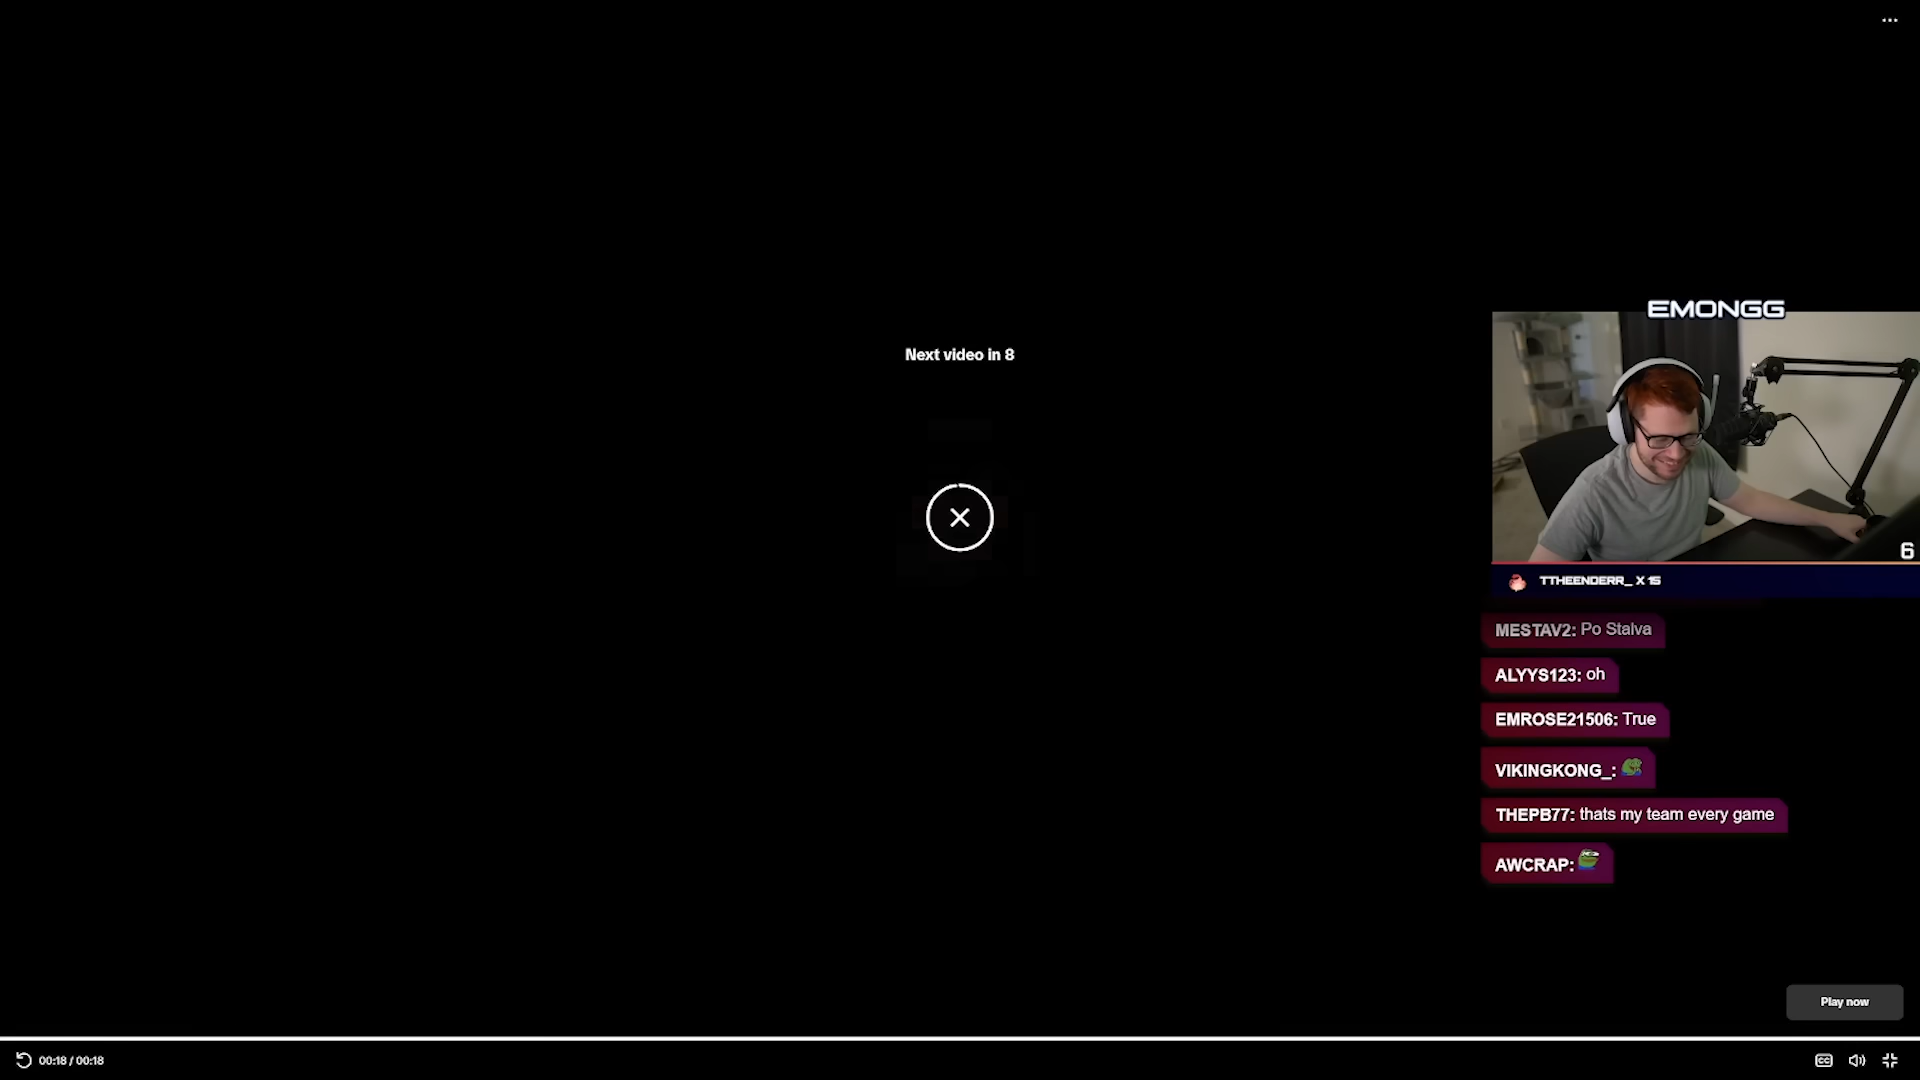 Next video in 8
EMONGG
6
TTHEENDERR_ X 15
MESTAV2: Po Stalva
ALYYS123: oh
EMROSE21506: True
VIKINGKONG_:
THEPB77: thats my team every game
AWCRAP:
Play now
00:18 / 00:18
CC